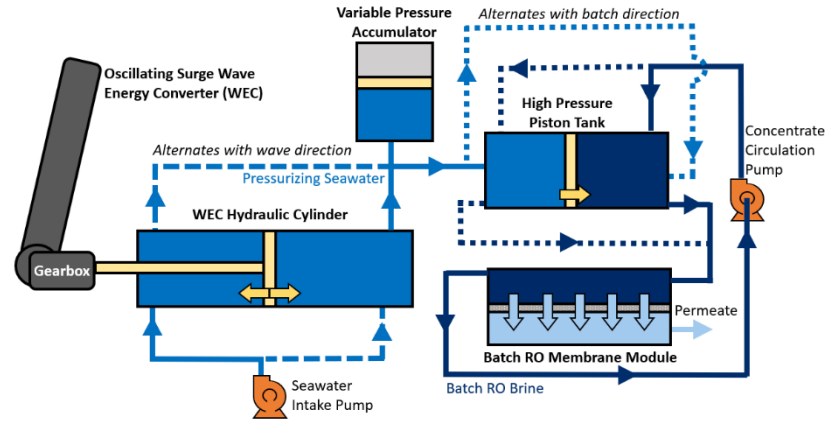 Variable Pressure
Accumulator
Alternates with batch direction
Oscillating Surge Wave
Energy Converter (WEC)
High Pressure
Piston Tank
Concentrate
Circulation
Pump
Alternates with wave direction
Pressurizing Seawater
WEC Hydraulic Cylinder
Gearbox
Permeate
Batch RO Membrane Module
Batch RO Brine
Seawater
Intake Pump